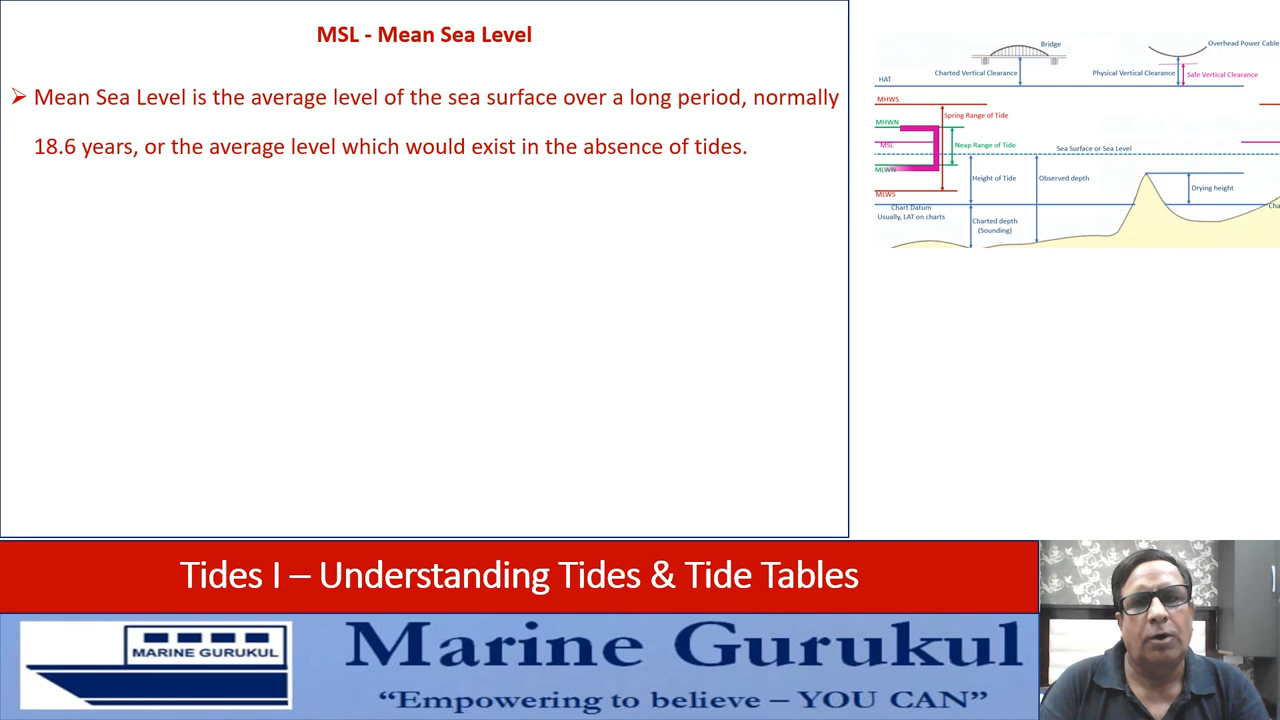 MSL - Mean Sea Level
➢ Mean Sea Level is the average level of the sea surface over a long period, normally
18.6 years, or the average level which would exist in the absence of tides.
Bridge
Overhead Power Cable
Charted Vertical Clearance
Physical Vertical Clearance
Safe Vertical Clearance
HAT
MHWS
Spring Range of Tide
MHWN
MSL
Neap Range of Tide
Sea Surface or Sea Level
MLWN
Height of Tide
Observed depth
Drying height
MLWS
Chart Datum
Usually, LAT on charts
Cha
Charted depth
(Sounding)
Tides I – Understanding Tides & Tide Tables
MARINE GURUKUL
Marine Gurukul
“Empowering to believe – YOU CAN”